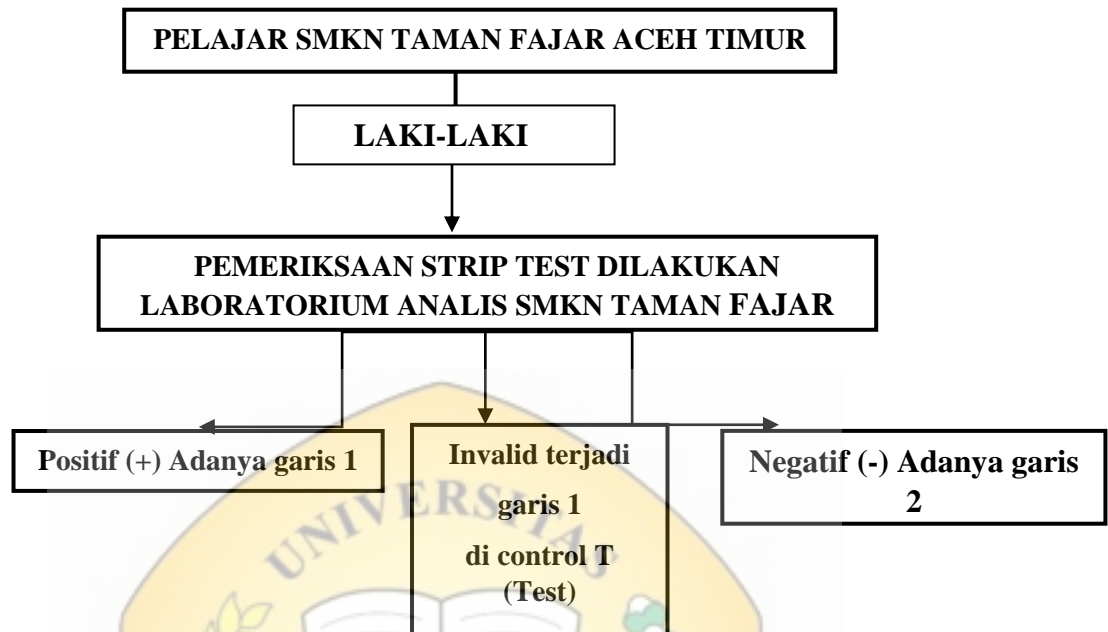 PELAJAR SMKN TAMAN FAJAR ACEH TIMUR
LAKI-LAKI
PEMERIKSAAN STRIP TEST DILAKUKAN
LABORATORIUM ANALIS SMKN TAMAN FAJAR
Positif (+) Adanya garis 1
Invalid terjadi
garis 1
di control T
(Test)
Negatif (-) Adanya garis
2
UNIVERSITAS